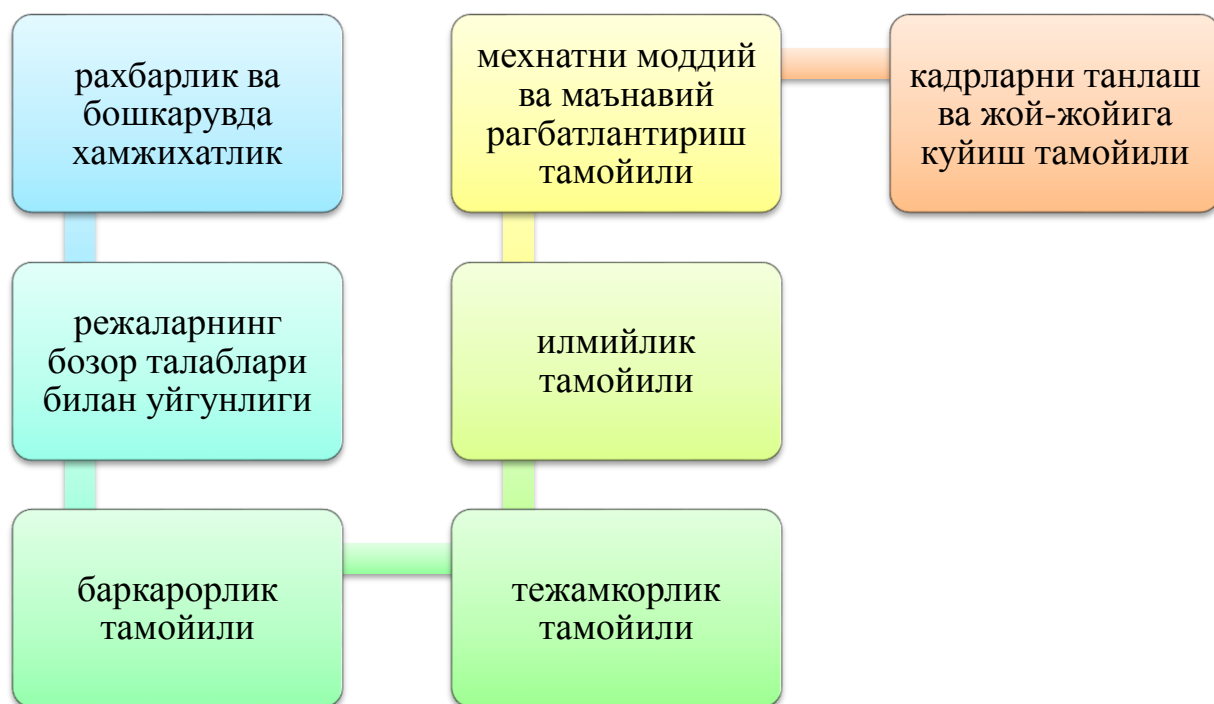 рахбарлик ва
бошкарувда
хамжихатлик
режаларнинг
бозор талаблари
билан уйгунлиги
баркарорлик
тамойили
тежамкорлик
тамойили
илмийлик
тамойили
мехнатни моддий
ва маънавий
рагбатлантириш
тамойили
кадрларни танлаш
ва жой-жойига
куйиш тамойили